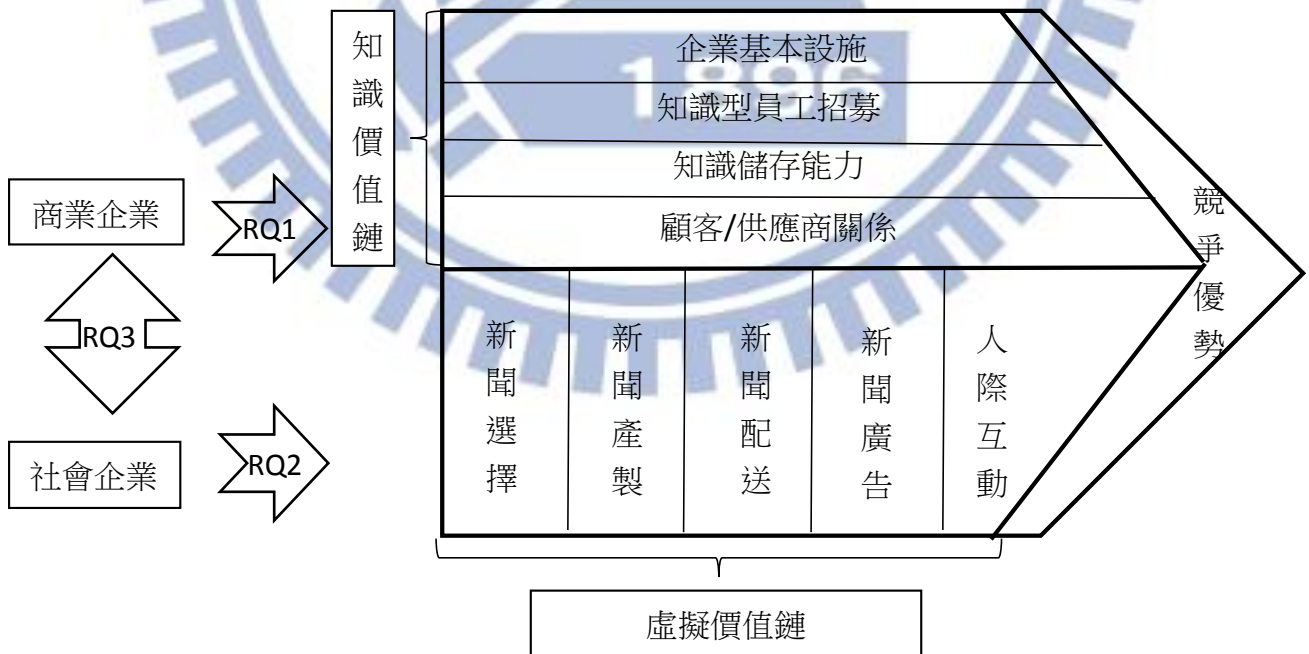 知識價值鏈
企業基本設施
1896
知識型員工招募
知識儲存能力
顧客/供應商關係
商業企業
RQ1
RQ3
社會企業
RQ2
新聞選擇
新聞產製
新聞配送
新聞廣告
人際互動
競爭優勢
虛擬價值鏈